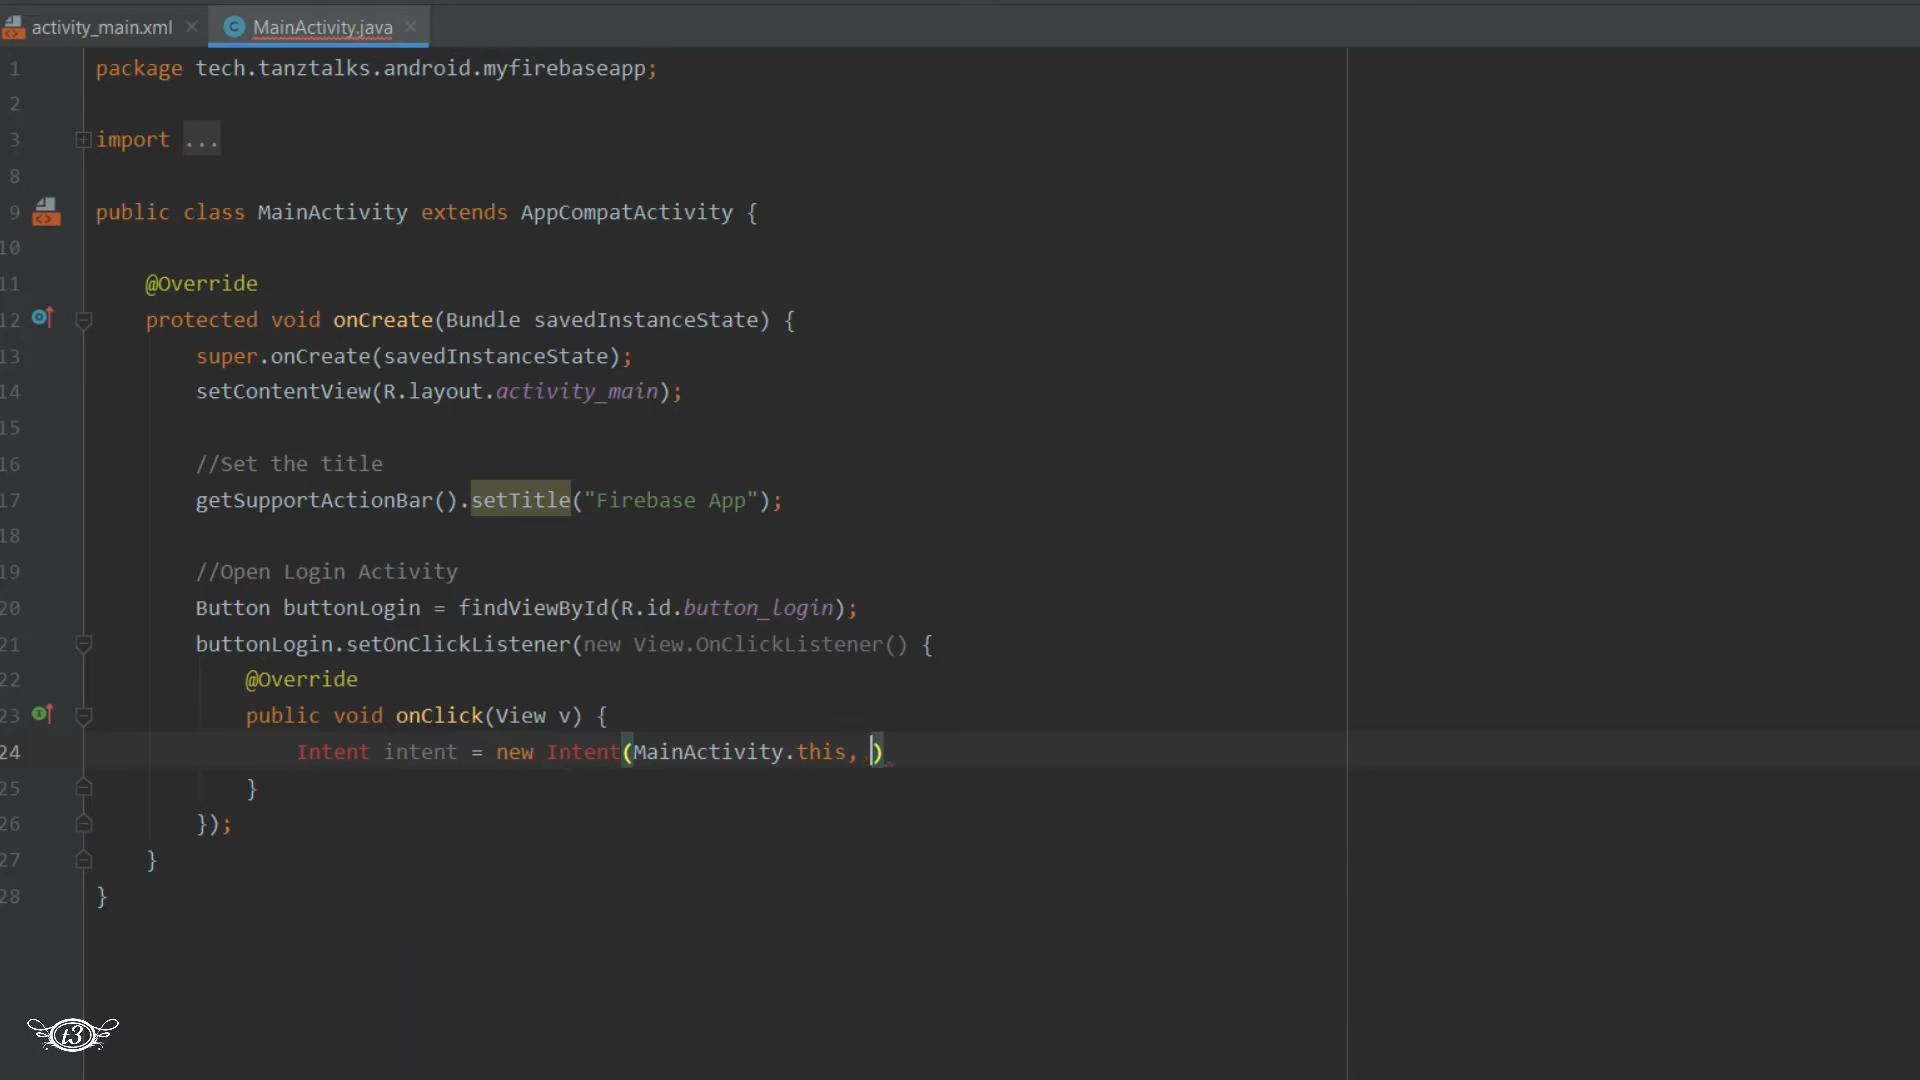 activity_main.xml
MainActivity.java
1 package tech.tanztalks.android.myfirebaseapp;
2
3 import ...
8
9 public class MainActivity extends AppCompatActivity {
10
11 @Override
12 protected void onCreate(Bundle savedInstanceState) {
13 super.onCreate(savedInstanceState);
14 setContentView(R.layout.activity_main);
15
16 //Set the title
17 getSupportActionBar().setTitle("Firebase App");
18
19 //Open Login Activity
20 Button buttonLogin = findViewById(R.id.button_login);
21 buttonLogin.setOnClickListener(new View.OnClickListener() {
22 @Override
23 public void onClick(View v) {
24 Intent intent = new Intent(MainActivity.this, )
25 }
26 });
27 }
28 }
t3